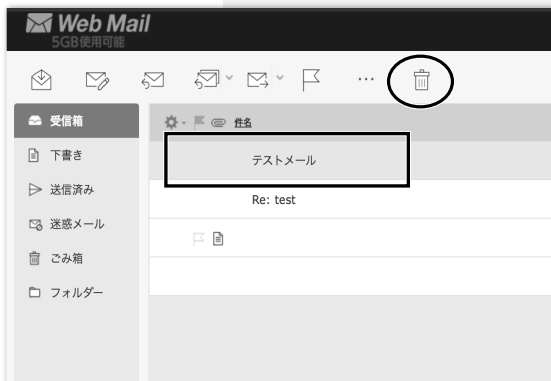 Web Mail
5GB使用可能
受信箱
件名
下書き
テストメール
送信済み
Re: test
迷惑メール
ごみ箱
フォルダー